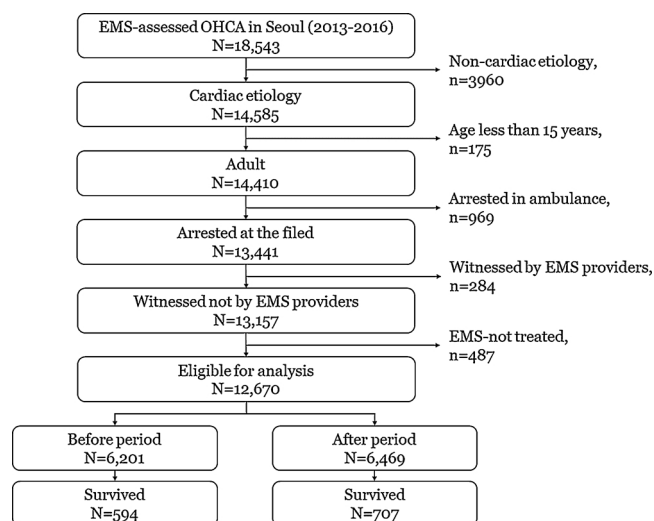 EMS-assessed OHCA in Seoul (2013-2016)
N=18,543
Non-cardiac etiology,
n=3960
Cardiac etiology
N=14,585
Age less than 15 years,
n=175
Adult
N=14,410
Arrested in ambulance,
n=969
Arrested at the filed
N=13,441
Witnessed by EMS providers,
n=284
Witnessed not by EMS providers
N=13,157
EMS-not treated,
n=487
Eligible for analysis
N=12,670
Before period
N=6,201
After period
N=6,469
Survived
N=594
Survived
N=707